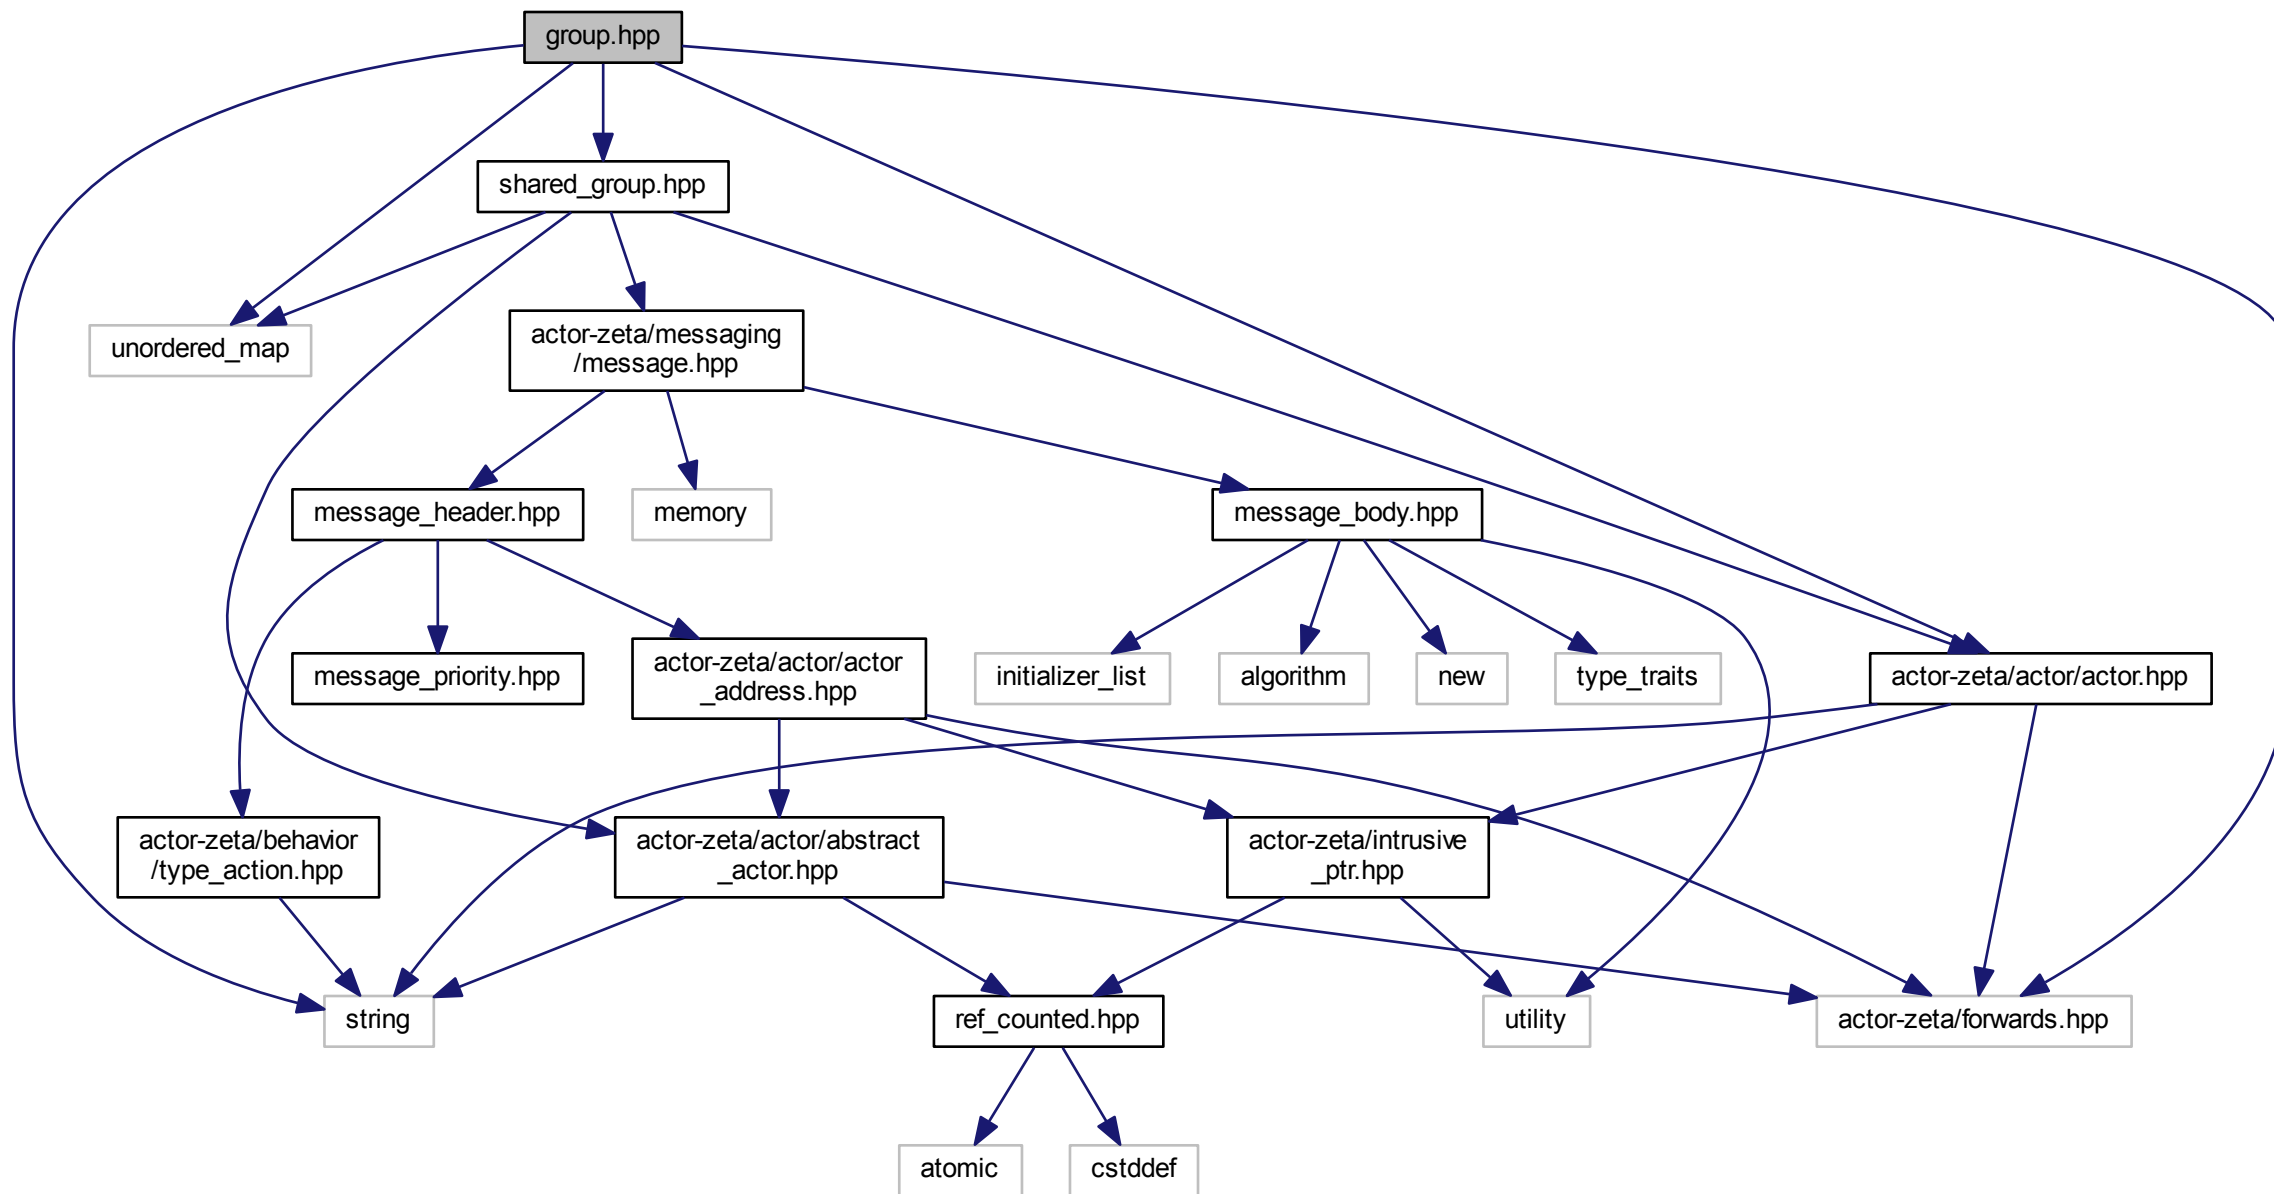 group.hpp
shared_group.hpp
unordered_map
actor-zeta/messaging
/message.hpp
message_header.hpp
memory
message_body.hpp
message_priority.hpp
actor-zeta/actor/actor
_address.hpp
initializer_list
algorithm
new
type_traits
actor-zeta/actor/actor.hpp
actor-zeta/behavior
/type_action.hpp
actor-zeta/actor/abstract
_actor.hpp
actor-zeta/intrusive
_ptr.hpp
string
ref_counted.hpp
utility
actor-zeta/forwards.hpp
atomic
cstddef